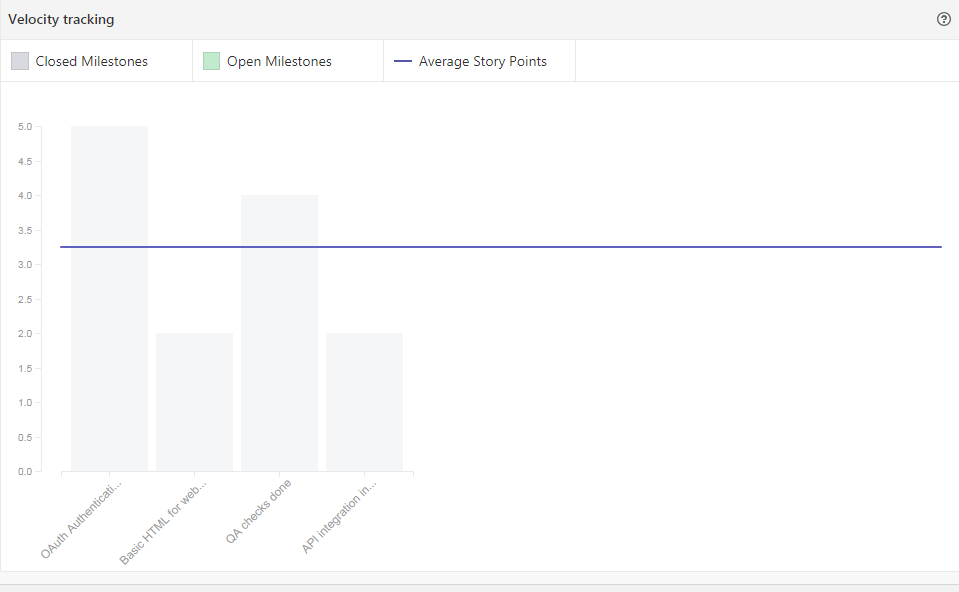 Velocity tracking
Closed Milestones
Open Milestones
Average Story Points
5.0
4.5
4.0
3.5
3.0
2.5
2.0
1.5
1.0
0.5
0.0
OAuth Authenticati...
Basic HTML for web...
QA checks done
API integration in...